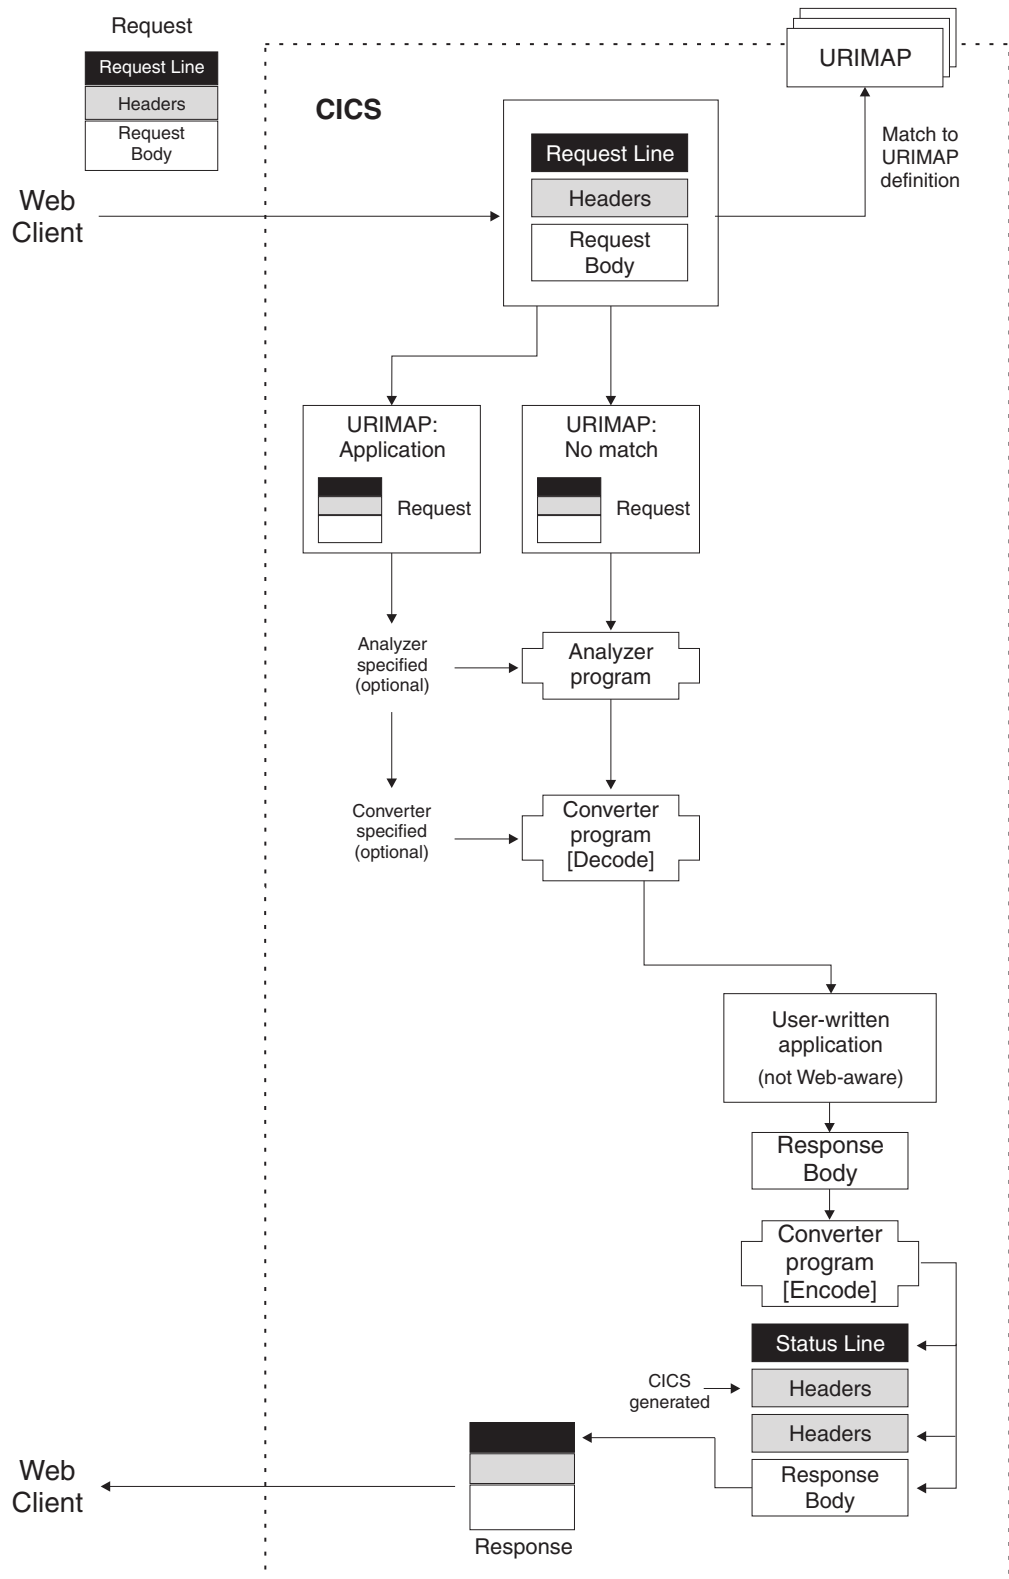 Request
Request Line
Headers
Request
Body
URIMAP
CICS
Match to
URIMAP
definition
Request Line
Headers
Request
Body
Web
Client
URIMAP:
Application
Request
URIMAP:
No match
Request
Analyzer
specified
(optional)
Analyzer
program
Converter
specified
(optional)
Converter
program
[Decode]
User-written
application
(not Web-aware)
Response
Body
Converter
program
[Encode]
Status Line
CICS
generated
Headers
Headers
Response
Body
Web
Client
Response